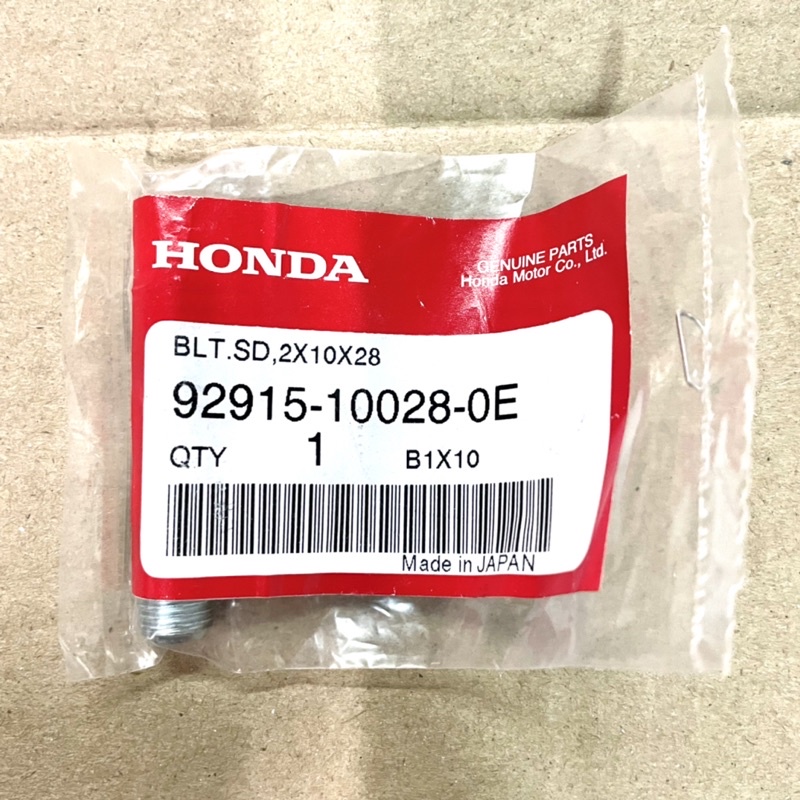 HONDA
GENUINE PARTS
Honda Motor Co., Ltd.
BLT.SD,2X10X28
92915-10028-0E
QTY 1 B1X10
Made in JAPAN